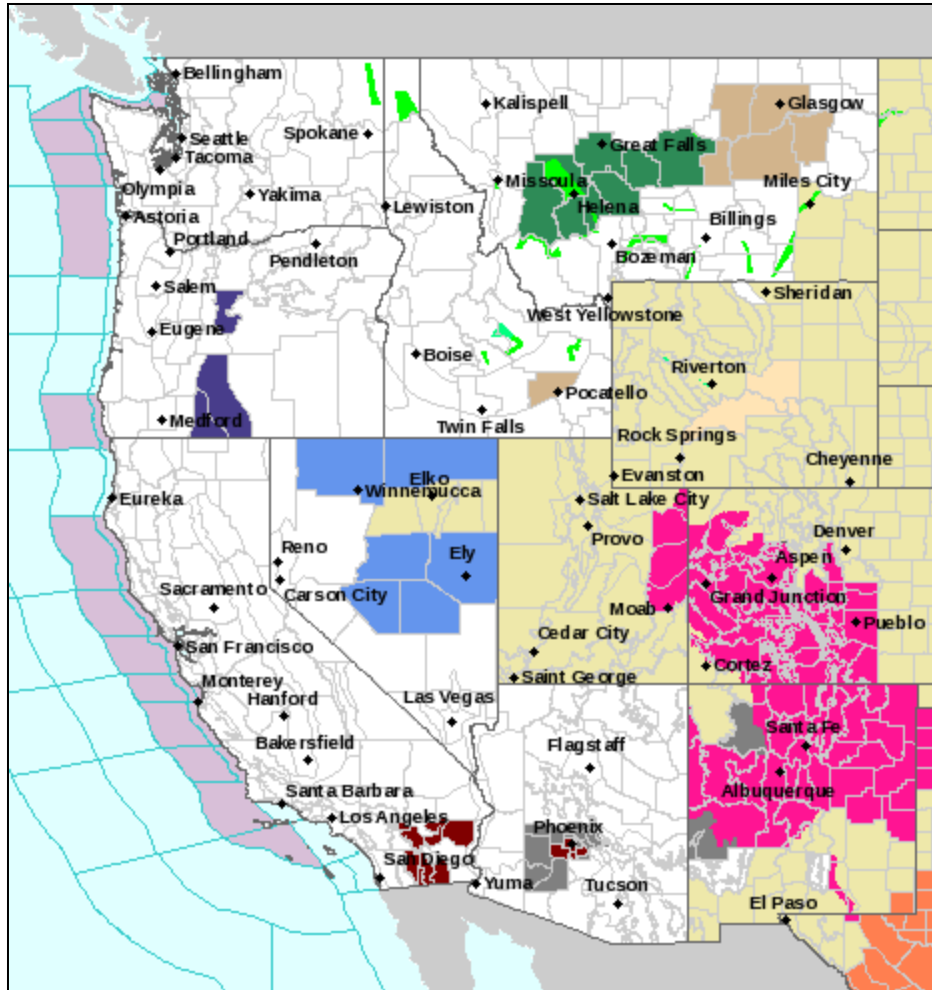 Bellingham
Kalispell
Glasgow
Spokane
Seattle
Great Falls
Tacoma
Olympia
Missoula
Miles City
Yakima
Lewiston
Helena
Astoria
Billings
Portland
Pendleton
Bozeman
Salem
Sheridan
West Yellowstone
Eugene
Boise
Riverton
Pocatello
Medford
Twin Falls
Rock Springs
Cheyenne
Elko
Evanston
Winnemucca
Eureka
Salt Lake City
Provo
Denver
Reno
Ely
Aspen
Sacramento
Carson City
Grand Junction
Moab
Pueblo
Cedar City
San Francisco
Cortez
Saint George
Monterey
Hanford
Las Vegas
Santa Fe
Bakersfield
Flagstaff
Albuquerque
Santa Barbara
Los Angeles
Phoenix
San Diego
Yuma
Tucson
El Paso